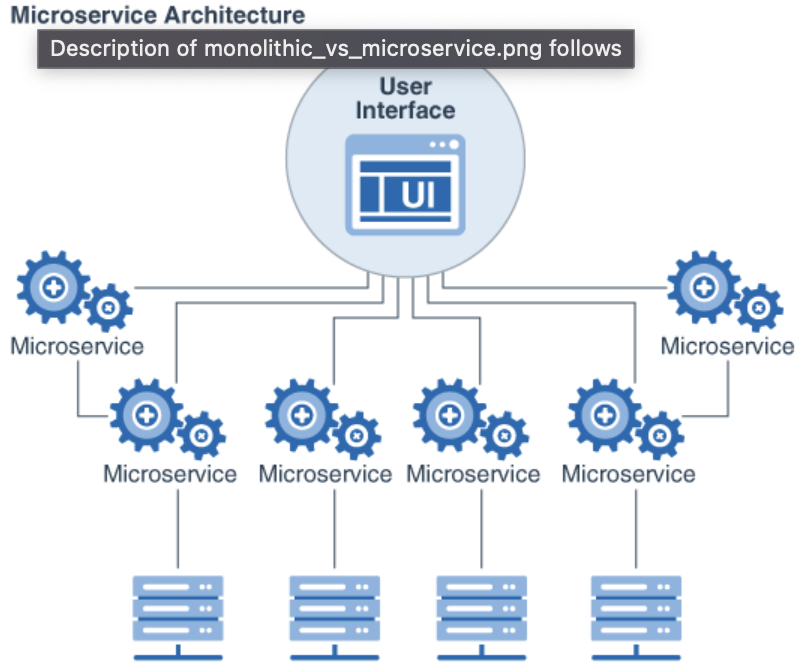 Microservice Architecture
Description of monolithic_vs_microservice.png follows
User
Interface
UI
Microservice
Microservice
Microservice
Microservice
Microservice
Microservice